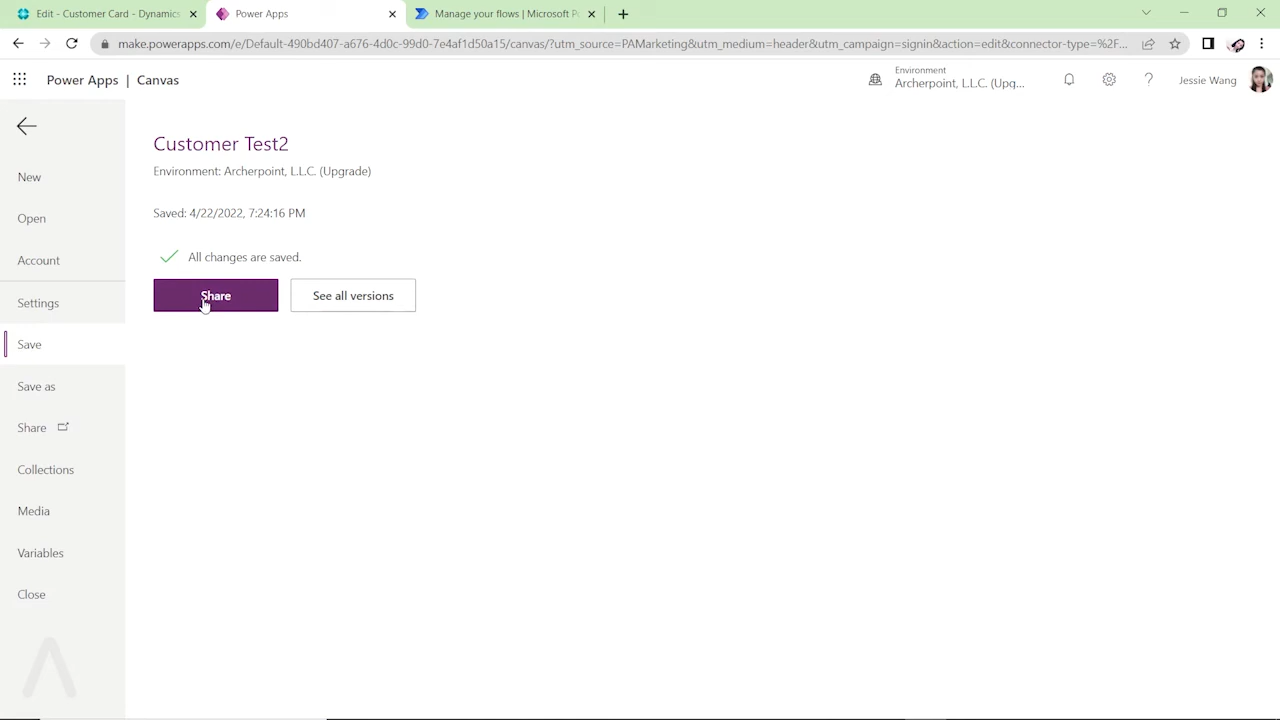 Edit - Customer Card - Dynamics
Power Apps
Manage your flows | Microsoft Po
make.powerapps.com/e/Default-490bd407-a676-4d0c-99d0-7e4af1d50a15/canvas/?utm_source=PAMarketing&utm_medium=header&utm_campaign=signin&action=edit&connector-type=%2F...
Power Apps | Canvas
Environment
Archerpoint, L.L.C. (Upg...
Jessie Wang
Customer Test2
Environment: Archerpoint, L.L.C. (Upgrade)
Saved: 4/22/2022, 7:24:16 PM
All changes are saved.
Share
See all versions
New
Open
Account
Settings
Save
Save as
Share
Collections
Media
Variables
Close